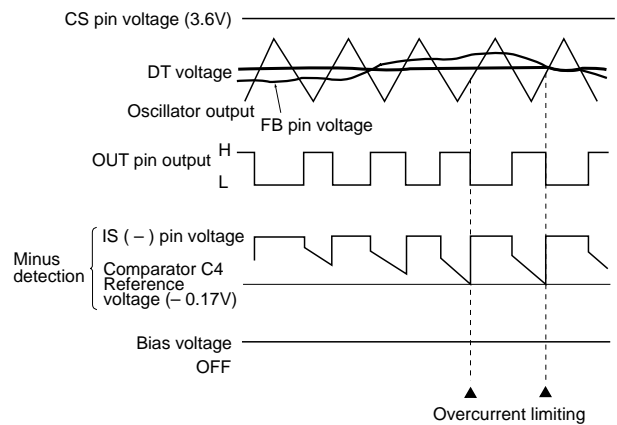 CS pin voltage (3.6V)
DT voltage
Oscillator output
FB pin voltage
OUT pin output
H
L
Minus
detection
IS ( – ) pin voltage
Comparator C4
Reference
voltage (– 0.17V)
Bias voltage
OFF
Overcurrent limiting